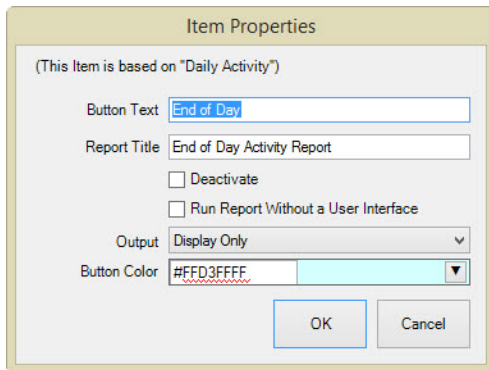 Item Properties
(This Item is based on "Daily Activity")
Button Text End of Day
Report Title End of Day Activity Report
Deactivate
Run Report Without a User Interface
Output Display Only
Button Color #FFD3FFFF
OK Cancel